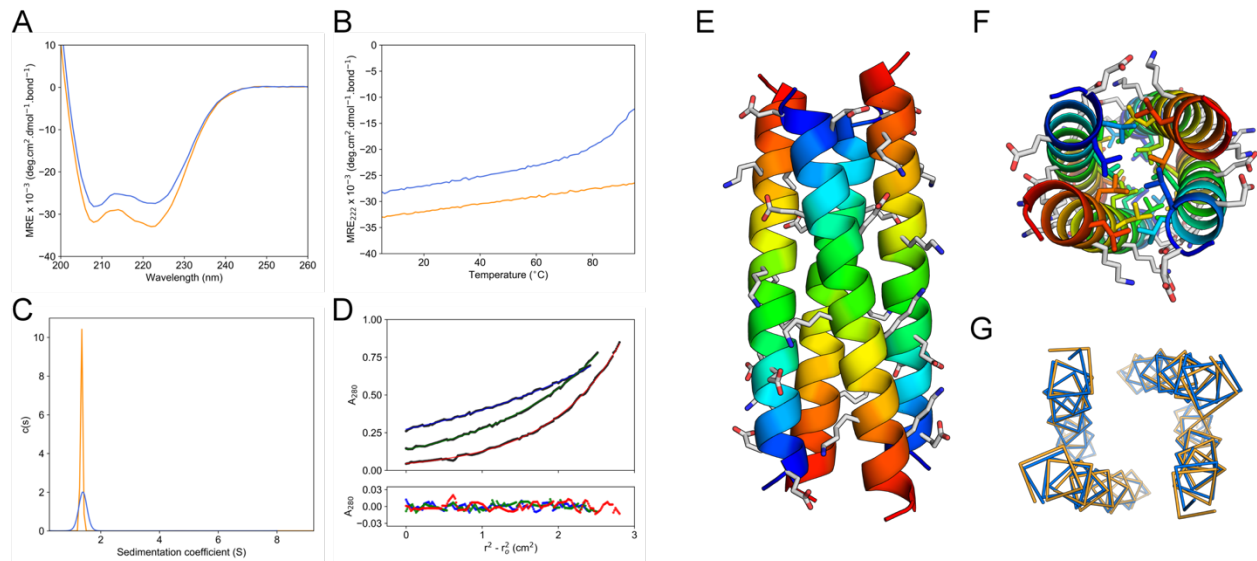 A
MRE x 10⁻³ (deg.cm².dmol⁻¹.bond⁻¹)
10
0
−10
−20
−30
−40
200 210 220 230 240 250 260
Wavelength (nm)
B
MRE₂₂₂ x 10⁻³ (deg.cm².dmol⁻¹.bond⁻¹)
0
−5
−10
−15
−20
−25
−30
−35
−40
20 40 60 80
Temperature (°C)
C
c(s)
10
8
6
4
2
0
2 4 6 8
Sedimentation coefficient (S)
D
A₂₈₀
1.00
0.75
0.50
0.25
0.00
A₂₈₀
0.03
0.00
−0.03
0 1 2 3
r² - r₀² (cm²)
E
F
G